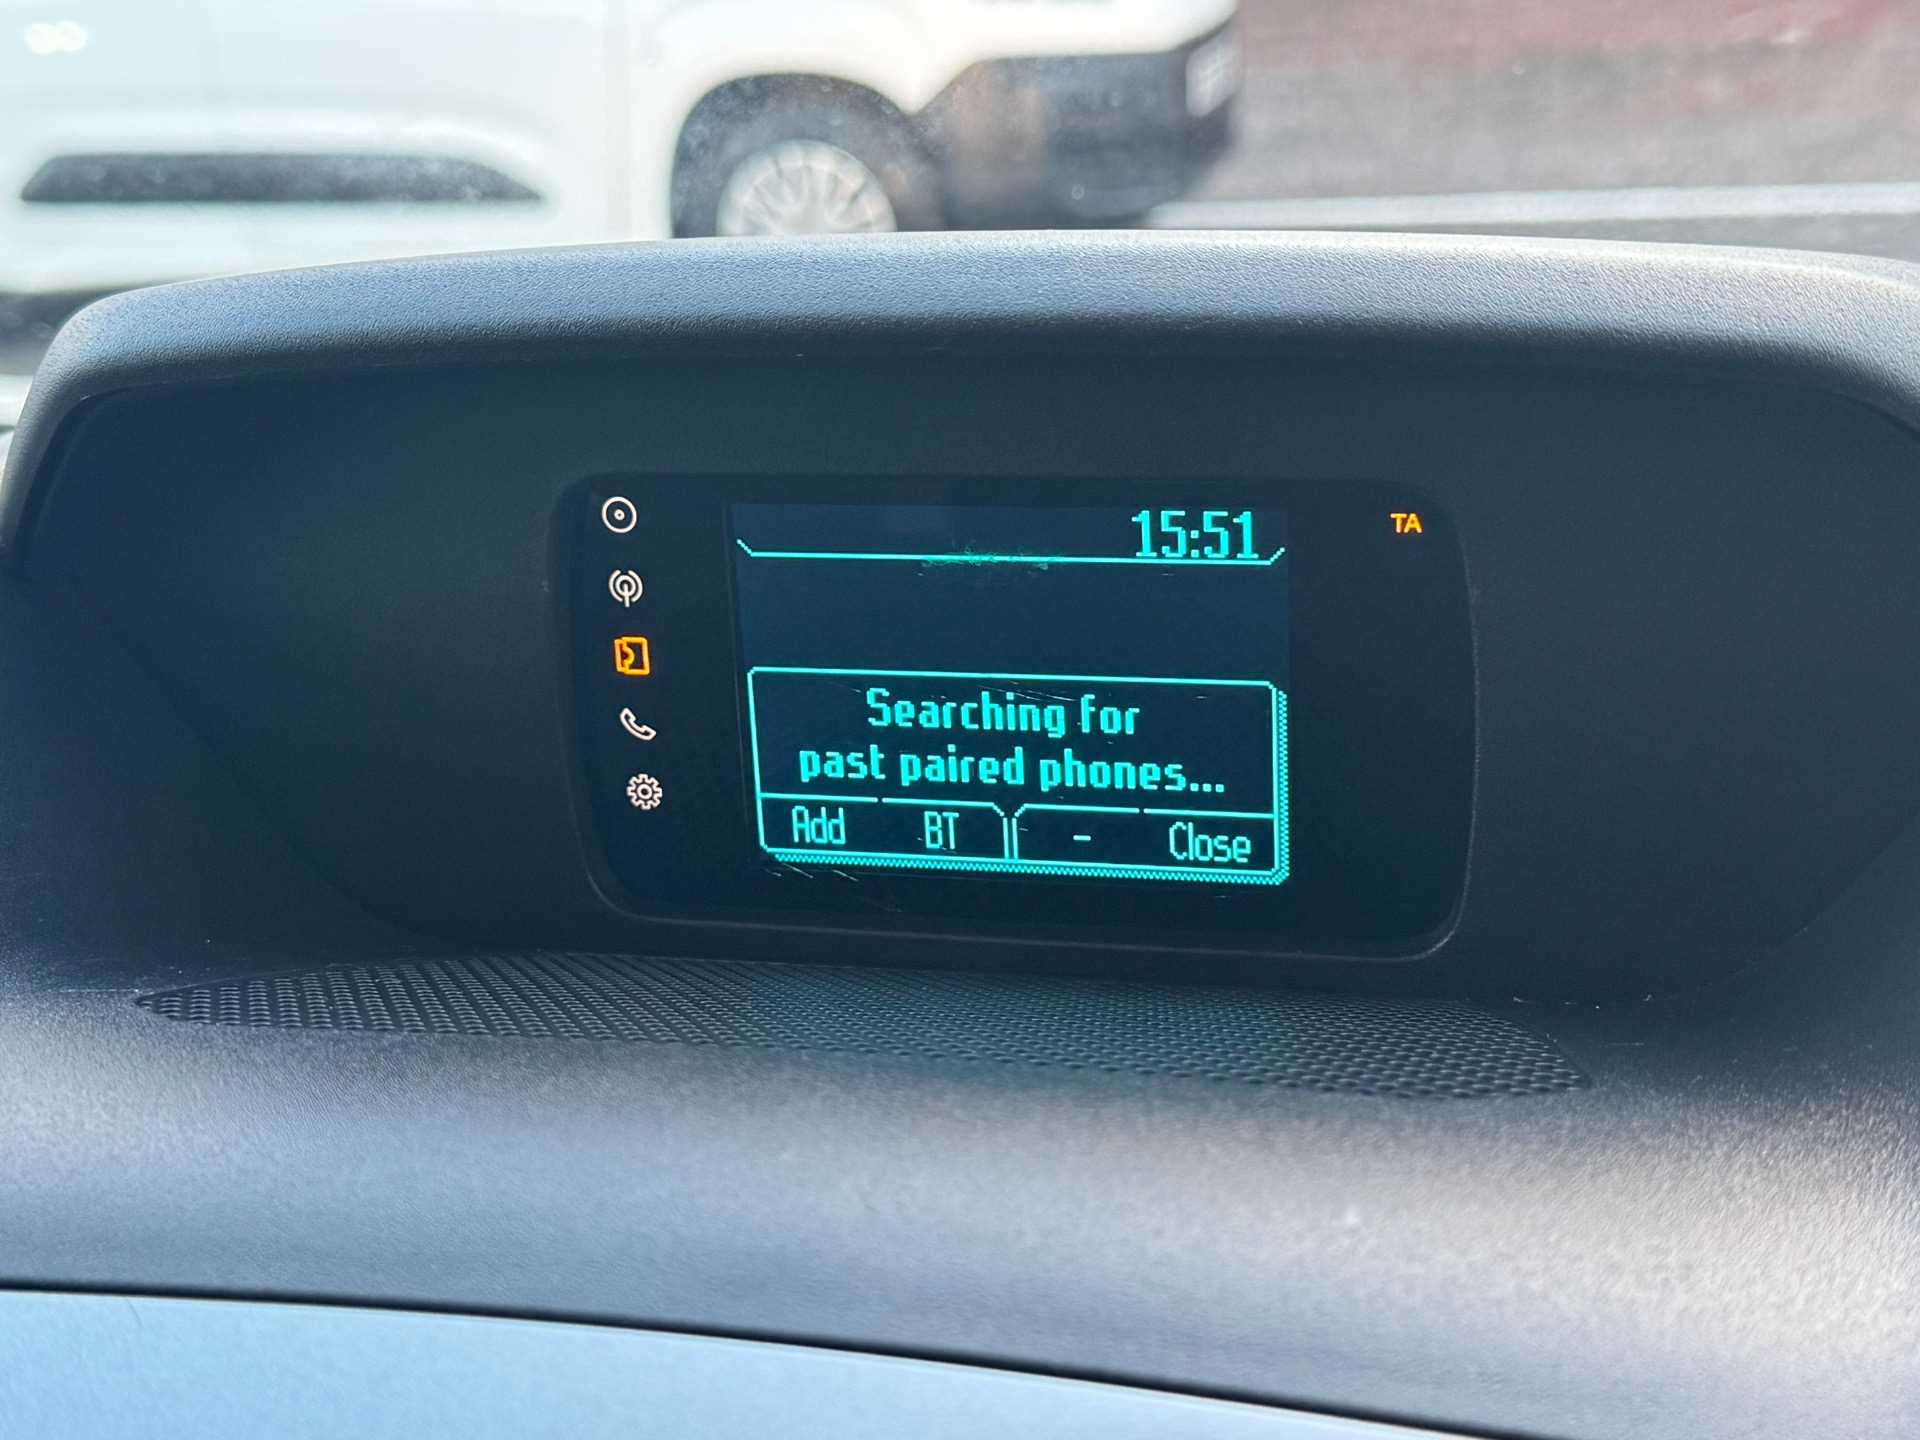 15:51
TA
Searching for
past paired phones...
Add BT - Close